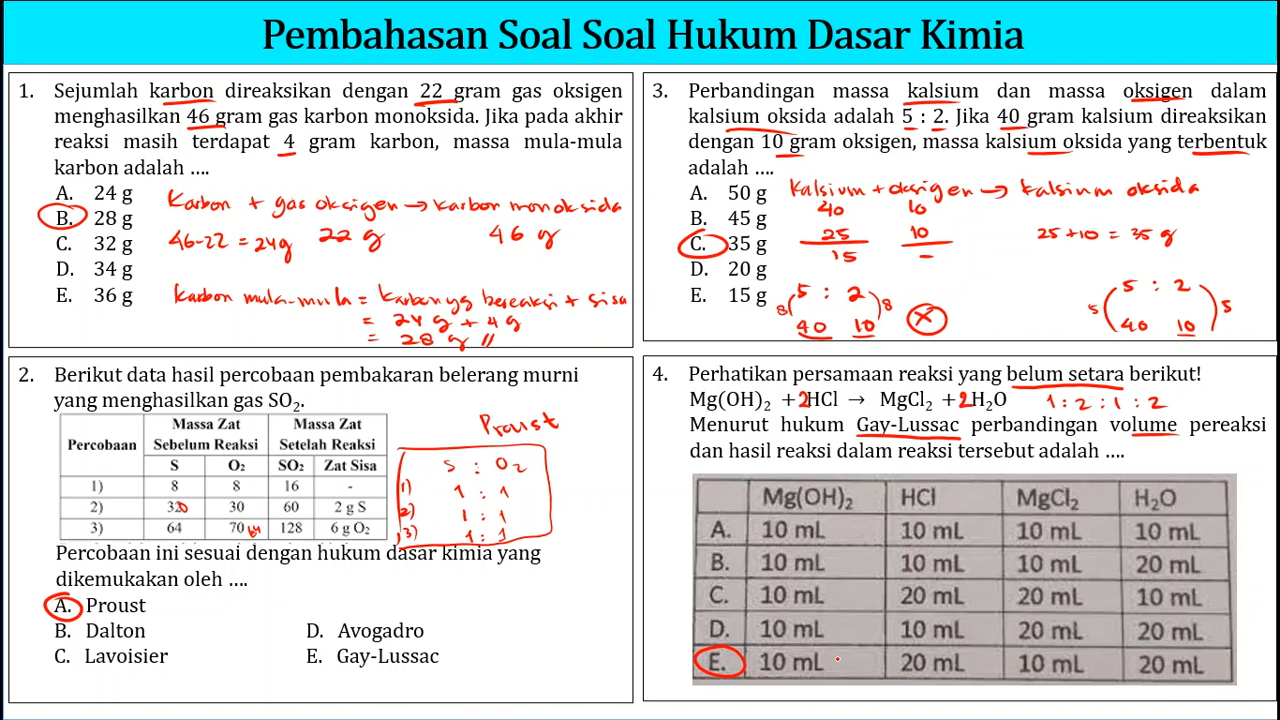 Pembahasan Soal Soal Hukum Dasar Kimia
1. Sejumlah karbon direaksikan dengan 22 gram gas oksigen
menghasilkan 46 gram gas karbon monoksida. Jika pada akhir
reaksi masih terdapat 4 gram karbon, massa mula-mula
karbon adalah ....
A. 24 g
B. 28 g
C. 32 g
D. 34 g
E. 36 g
Karbon + gas oksigen → karbon monoksida
46-22 = 24g 22 g 46 g
karbon mula-mula = karbon yg bereaksi + sisa
= 24 g + 4 g
= 28 g //
2. Berikut data hasil percobaan pembakaran belerang murni
yang menghasilkan gas SO₂.
Percobaan Massa Zat Sebelum Reaksi Massa Zat Setelah Reaksi
S O₂ SO₂ Zat Sisa
1) 8 8 16 -
2) 32 30 60 2 g S
3) 64 70 64 128 6 g O₂
Proust
S : O₂
1) 1 : 1
2) 1 : 1
3) 1 : 1
Percobaan ini sesuai dengan hukum dasar kimia yang
dikemukakan oleh ....
A. Proust
B. Dalton D. Avogadro
C. Lavoisier E. Gay-Lussac
3. Perbandingan massa kalsium dan massa oksigen dalam
kalsium oksida adalah 5 : 2. Jika 40 gram kalsium direaksikan
dengan 10 gram oksigen, massa kalsium oksida yang terbentuk
adalah ....
A. 50 g
B. 45 g
C. 35 g
D. 20 g
E. 15 g
Kalsium + oksigen → kalsium oksida
40 10
25 10 25 + 10 = 35 g
15 -
5 : 2
8 8
40 10
X
5 : 2
5 5
40 10
4. Perhatikan persamaan reaksi yang belum setara berikut!
Mg(OH)₂ + 2HCl → MgCl₂ + 2H₂O 1 : 2 : 1 : 2
Menurut hukum Gay-Lussac perbandingan volume pereaksi
dan hasil reaksi dalam reaksi tersebut adalah ....
Mg(OH)₂ HCl MgCl₂ H₂O
A. 10 mL 10 mL 10 mL 10 mL
B. 10 mL 10 mL 10 mL 20 mL
C. 10 mL 20 mL 20 mL 10 mL
D. 10 mL 10 mL 20 mL 20 mL
E. 10 mL 20 mL 10 mL 20 mL